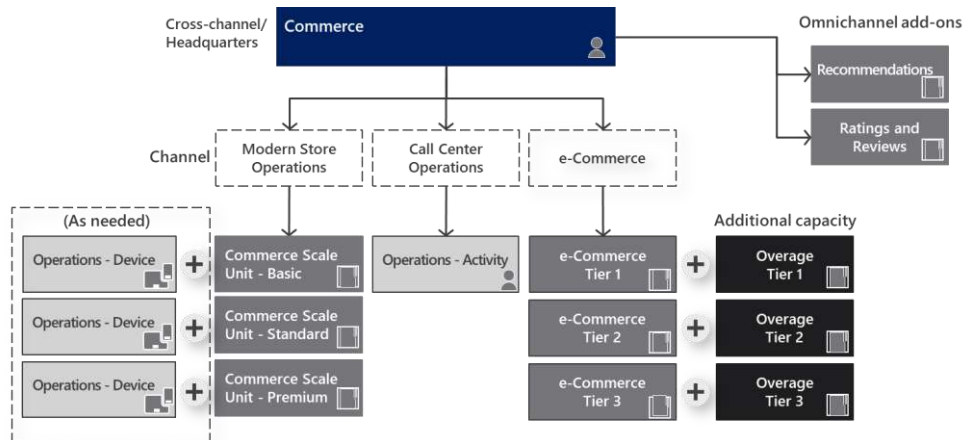 Cross-channel/
Headquarters
Commerce
Omnichannel add-ons
Recommendations
Ratings and
Reviews
Channel
Modern Store
Operations
Call Center
Operations
e-Commerce
(As needed)
Additional capacity
Operations - Device
+
Commerce Scale
Unit - Basic
Operations - Activity
e-Commerce
Tier 1
+
Overage
Tier 1
Operations - Device
+
Commerce Scale
Unit - Standard
e-Commerce
Tier 2
+
Overage
Tier 2
Operations - Device
+
Commerce Scale
Unit - Premium
e-Commerce
Tier 3
+
Overage
Tier 3